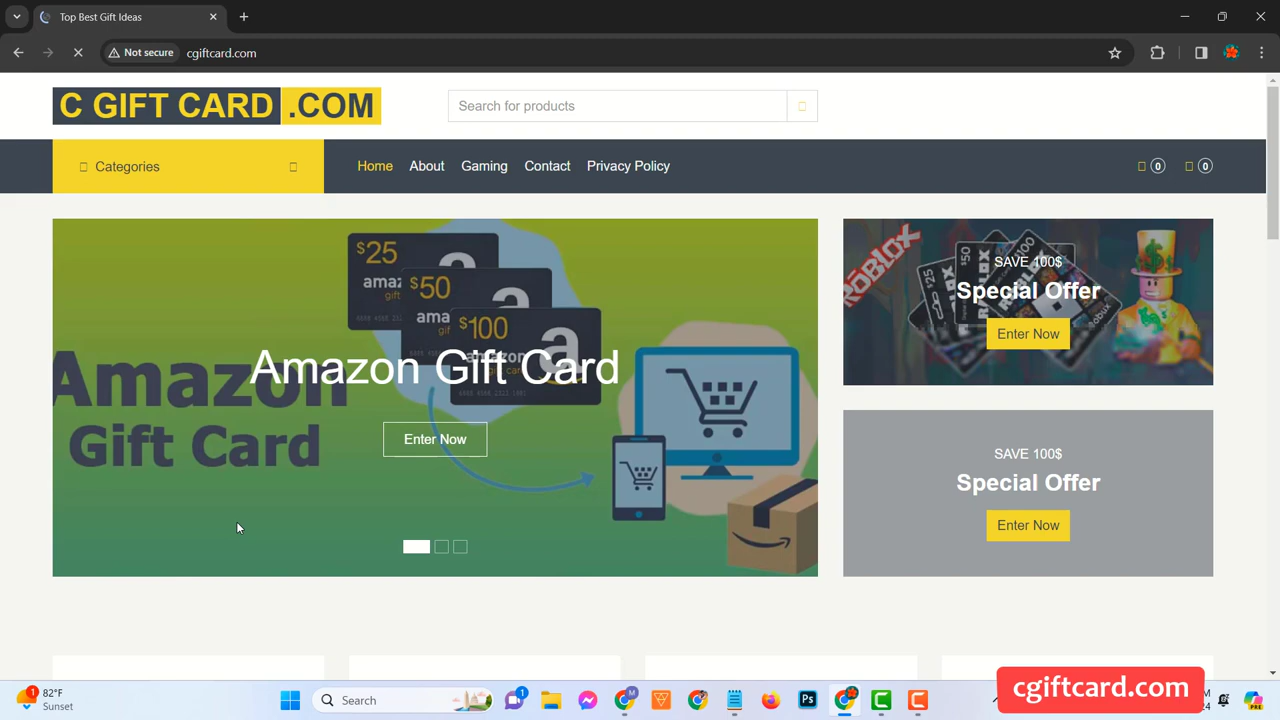 Top Best Gift Ideas
Not secure
cgiftcard.com
C GIFT CARD .COM
Search for products
Categories
Home
About
Gaming
Contact
Privacy Policy
0
0
$25
$50
$100
Amazon Gift Card
Amazon
Gift Card
Enter Now
ROBLOX
SAVE 100$
Special Offer
Enter Now
SAVE 100$
Special Offer
Enter Now
82°F
Sunset
Search
cgiftcard.com